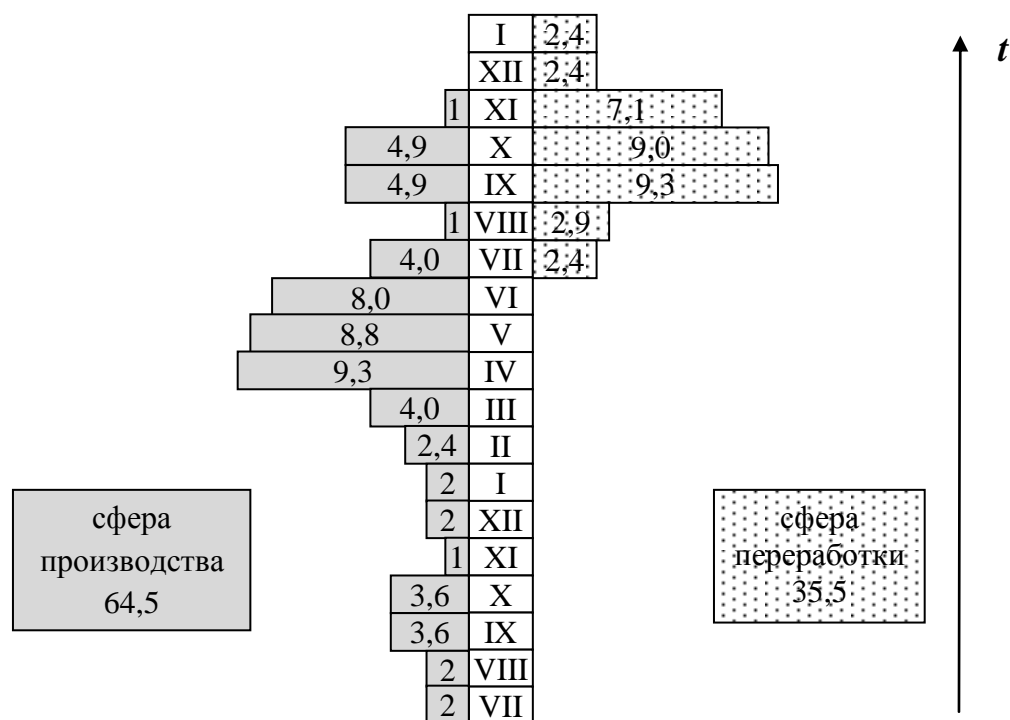 I 2,4
t
XII 2,4
1 XI 7,1
4,9 X 9,0
4,9 IX 9,3
1 VIII 2,9
4,0 VII 2,4
8,0 VI
8,8 V
9,3 IV
4,0 III
2,4 II
2 I
2 XII
1 XI
3,6 X
3,6 IX
2 VIII
2 VII
сфера
производства
64,5
сфера
переработки
35,5